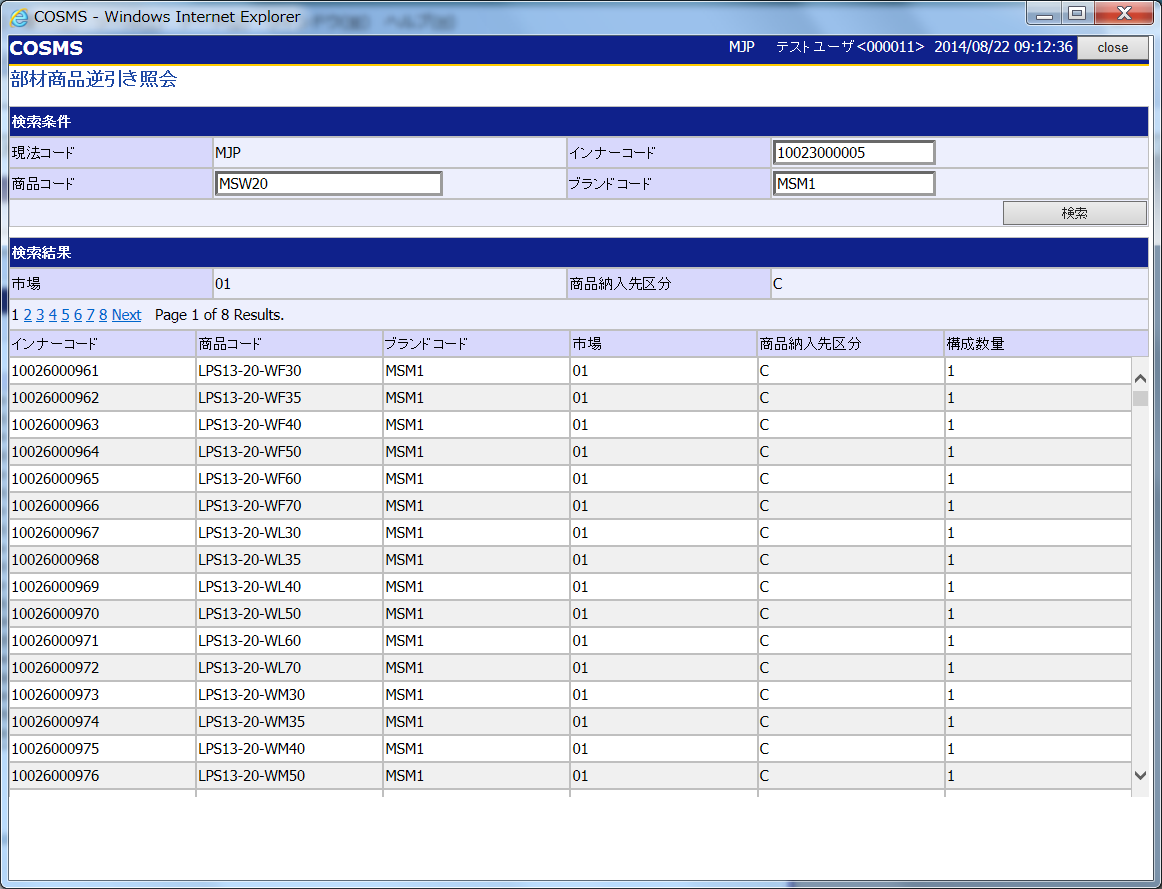 COSMS - Windows Internet Explorer
COSMS MJP テストユーザ<000011> 2014/08/22 09:12:36 close
部材商品逆引き照会
検索条件
現法コード MJP インナーコード 10023000005
商品コード MSW20 ブランドコード MSM1
検索
検索結果
市場 01 商品納入先区分 C
1 2 3 4 5 6 7 8 Next Page 1 of 8 Results.
インナーコード 商品コード ブランドコード 市場 商品納入先区分 構成数量
10026000961 LPS13-20-WF30 MSM1 01 C 1
10026000962 LPS13-20-WF35 MSM1 01 C 1
10026000963 LPS13-20-WF40 MSM1 01 C 1
10026000964 LPS13-20-WF50 MSM1 01 C 1
10026000965 LPS13-20-WF60 MSM1 01 C 1
10026000966 LPS13-20-WF70 MSM1 01 C 1
10026000967 LPS13-20-WL30 MSM1 01 C 1
10026000968 LPS13-20-WL35 MSM1 01 C 1
10026000969 LPS13-20-WL40 MSM1 01 C 1
10026000970 LPS13-20-WL50 MSM1 01 C 1
10026000971 LPS13-20-WL60 MSM1 01 C 1
10026000972 LPS13-20-WL70 MSM1 01 C 1
10026000973 LPS13-20-WM30 MSM1 01 C 1
10026000974 LPS13-20-WM35 MSM1 01 C 1
10026000975 LPS13-20-WM40 MSM1 01 C 1
10026000976 LPS13-20-WM50 MSM1 01 C 1